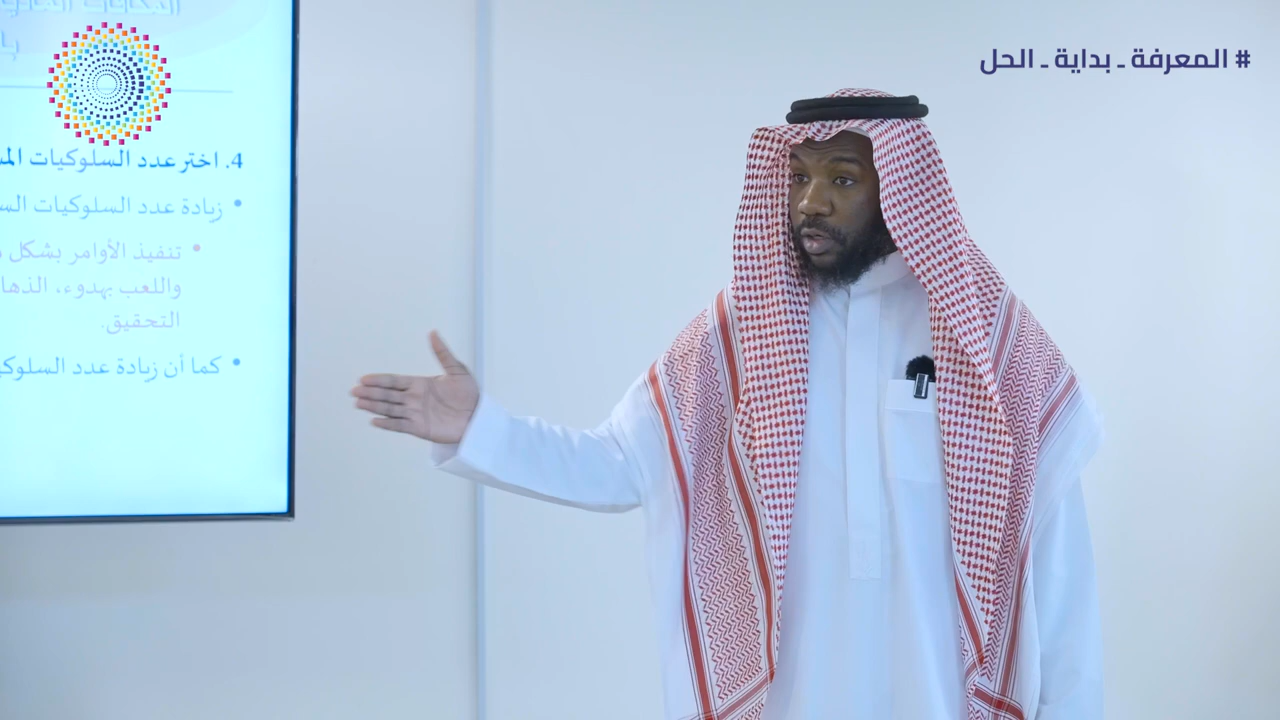 # المعرفة ـ بداية ـ الحل
4. اختر عدد السلوكيات
• زيادة عدد السلوكيات
• تنفيذ الأوامر بشكل
واللعب بهدوء، الذها
التحقيق.
• كما أن زيادة عدد السلوكي